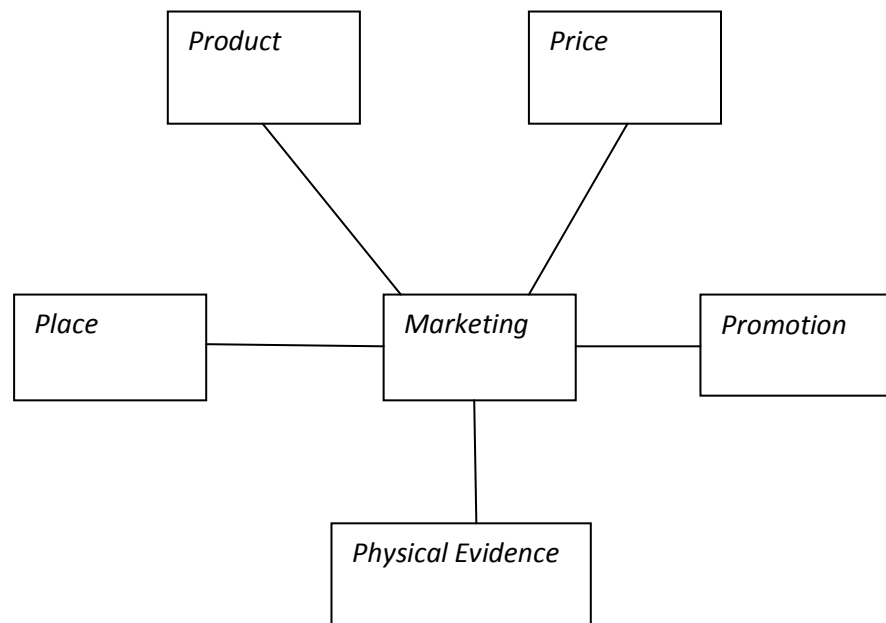 Product
Price
Place
Marketing
Promotion
Physical Evidence